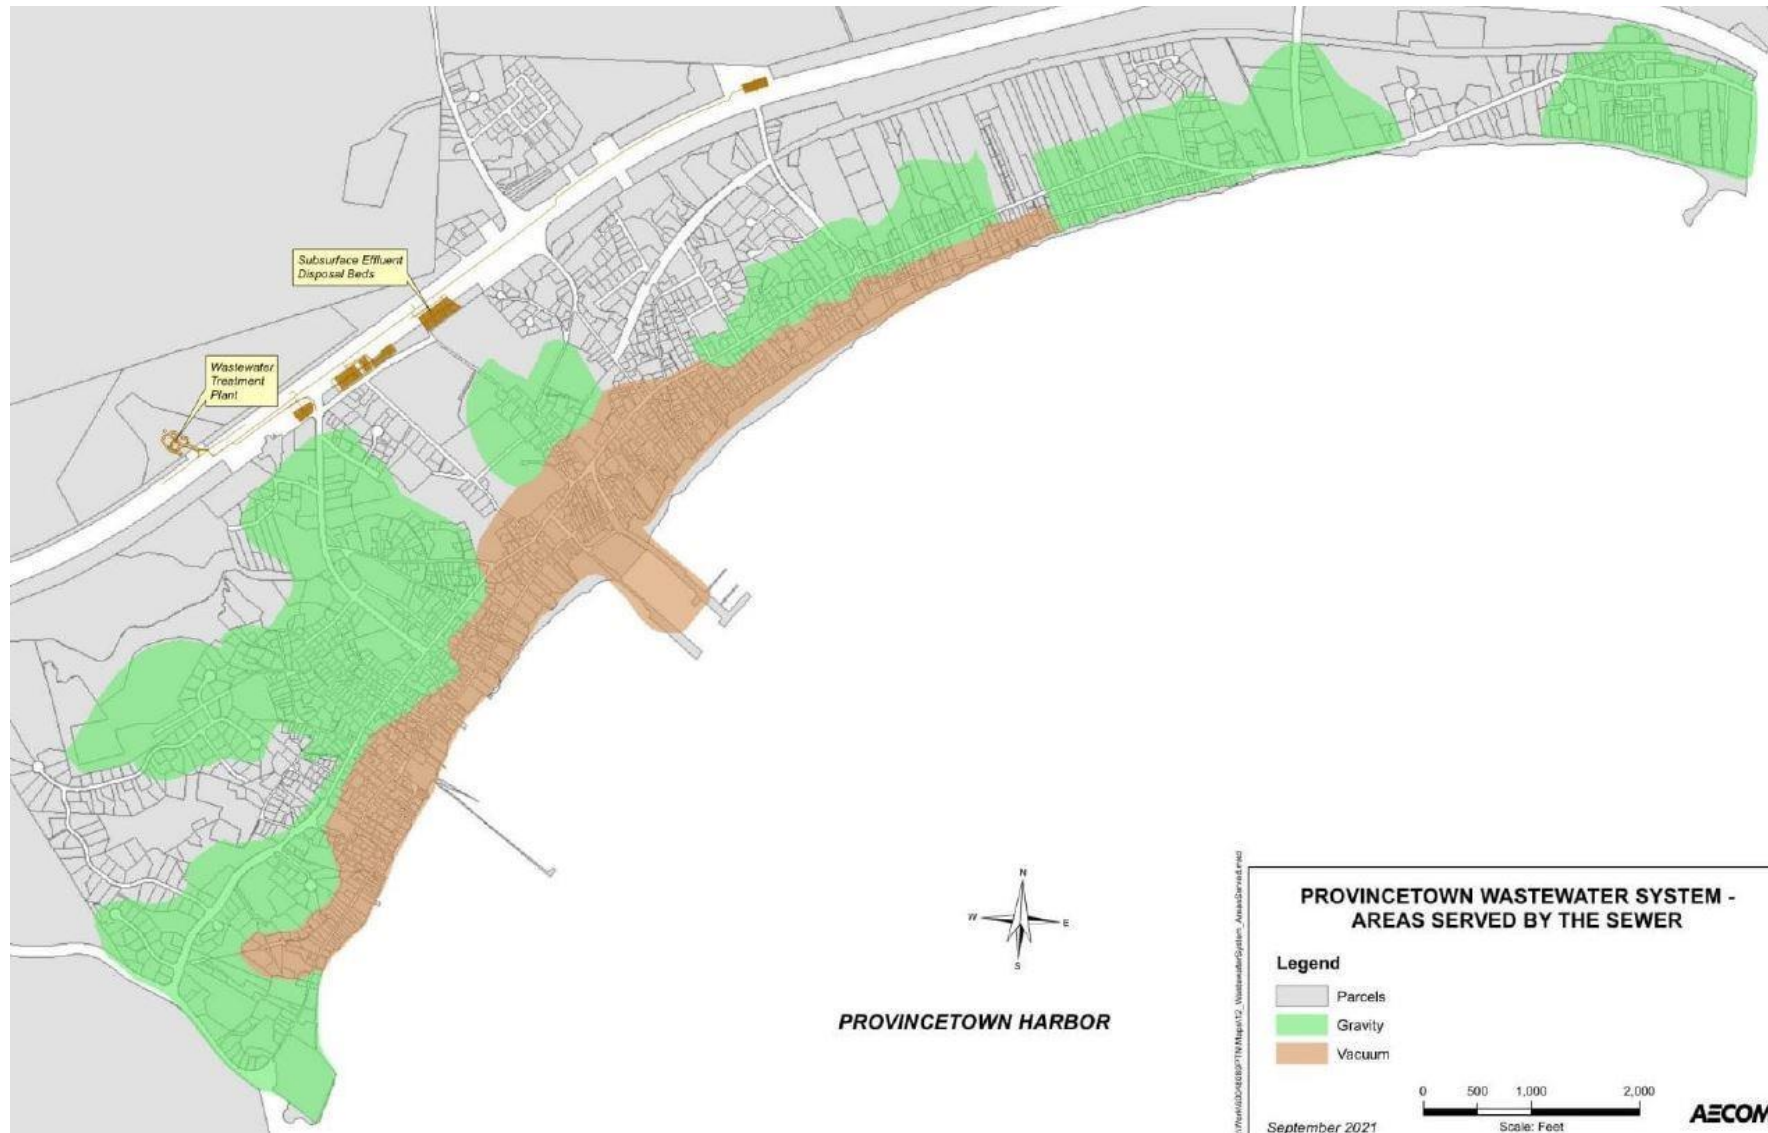 Subsurface Effluent
Disposal Beds
Wastewater
Treatment
Plant
N
W
E
S
PROVINCETOWN HARBOR
PROVINCETOWN WASTEWATER SYSTEM -
AREAS SERVED BY THE SEWER
Legend
Parcels
Gravity
Vacuum
0 500 1,000 2,000
Scale: Feet
September 2021
AECOM